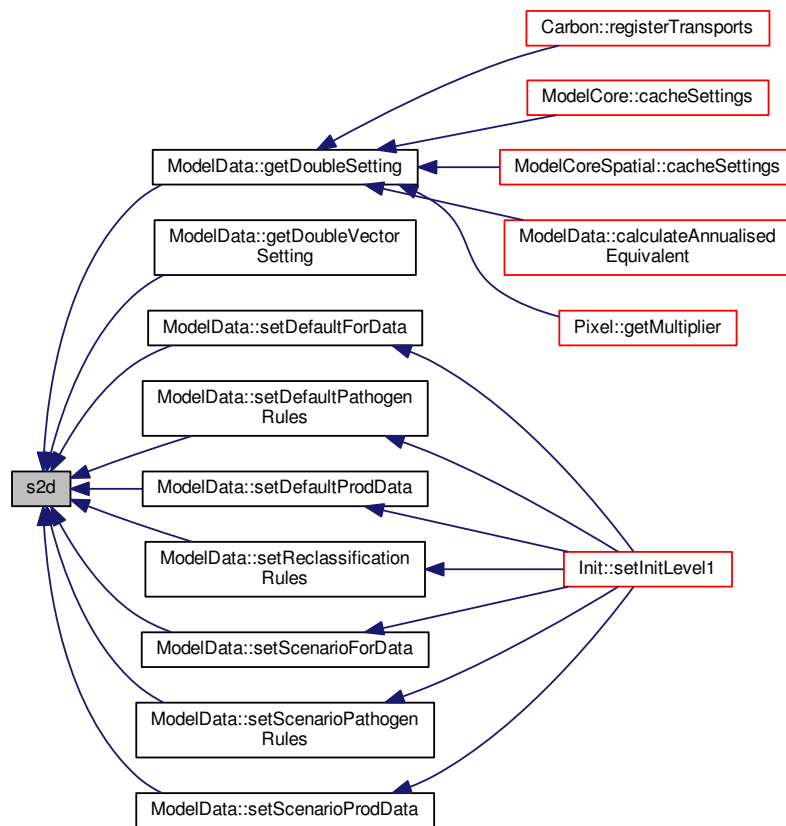 Carbon::registerTransports
ModelCore::cacheSettings
ModelData::getDoubleSetting
ModelCoreSpatial::cacheSettings
ModelData::getDoubleVector
Setting
ModelData::calculateAnnualised
Equivalent
ModelData::setDefaultForData
Pixel::getMultiplier
ModelData::setDefaultPathogen
Rules
s2d
ModelData::setDefaultProdData
ModelData::setReclassification
Rules
Init::setInitLevel1
ModelData::setScenarioForData
ModelData::setScenarioPathogen
Rules
ModelData::setScenarioProdData